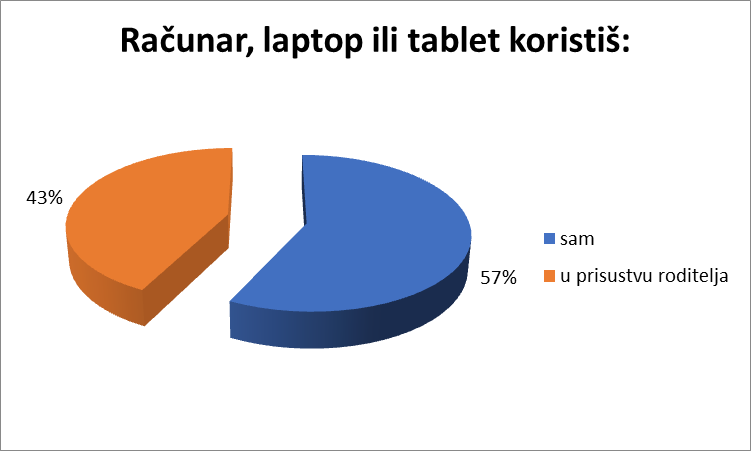 Računar, laptop ili tablet koristiš:
43%
57%
sam
u prisustvu roditelja